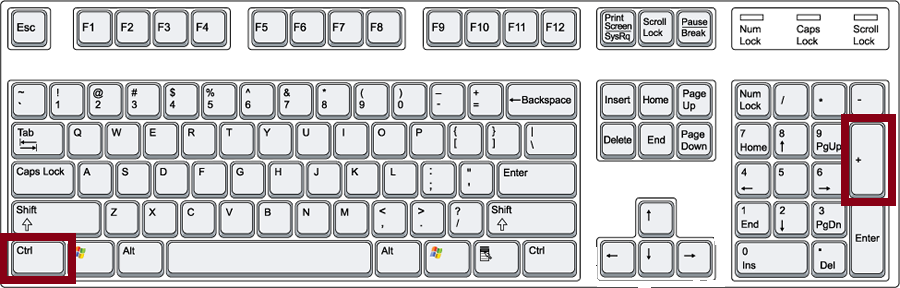 Esc F1 F2 F3 F4 F5 F6 F7 F8 F9 F10 F11 F12 Print Screen SysRq Scroll Lock Pause Break Num Lock Caps Lock Scroll Lock
~ ` ! 1 @ 2 # 3 $ 4 % 5 ^ 6 & 7 * 8 ( 9 ) 0 _ - + = ←Backspace Insert Home Page Up Num Lock / * -
Tab Q W E R T Y U I O P { [ } ] | \ Delete End Page Down 7 Home 8 ↑ 9 PgUp +
Caps Lock A S D F G H J K L : ; " ' Enter 4 ← 5 6 →
Shift Z X C V B N M < , > . ? / Shift ↑ 1 End 2 ↓ 3 PgDn Enter
Ctrl Alt Alt Ctrl ← ↓ → 0 Ins . Del